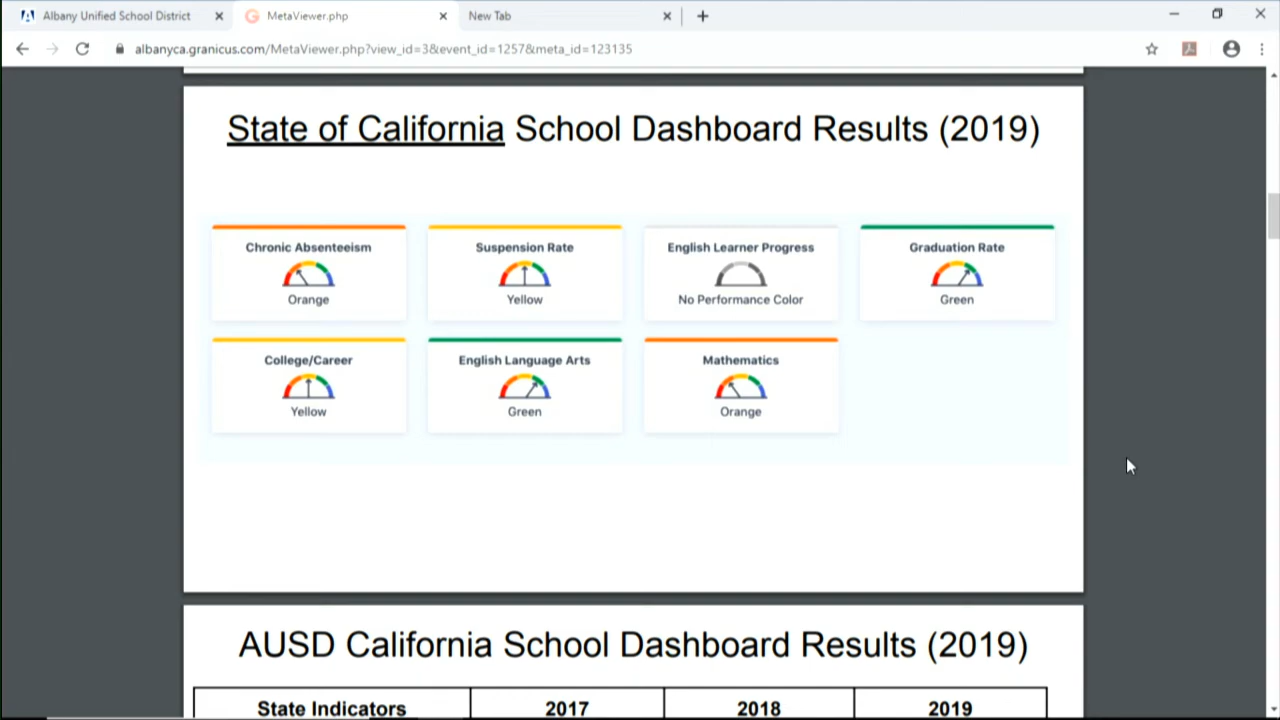 Albany Unified School District
MetaViewer.php
New Tab
albanyca.granicus.com/MetaViewer.php?view_id=3&event_id=1257&meta_id=123135
State of California School Dashboard Results (2019)
Chronic Absenteeism
Orange
Suspension Rate
Yellow
English Learner Progress
No Performance Color
Graduation Rate
Green
College/Career
Yellow
English Language Arts
Green
Mathematics
Orange
AUSD California School Dashboard Results (2019)
State Indicators 2017 2018 2019